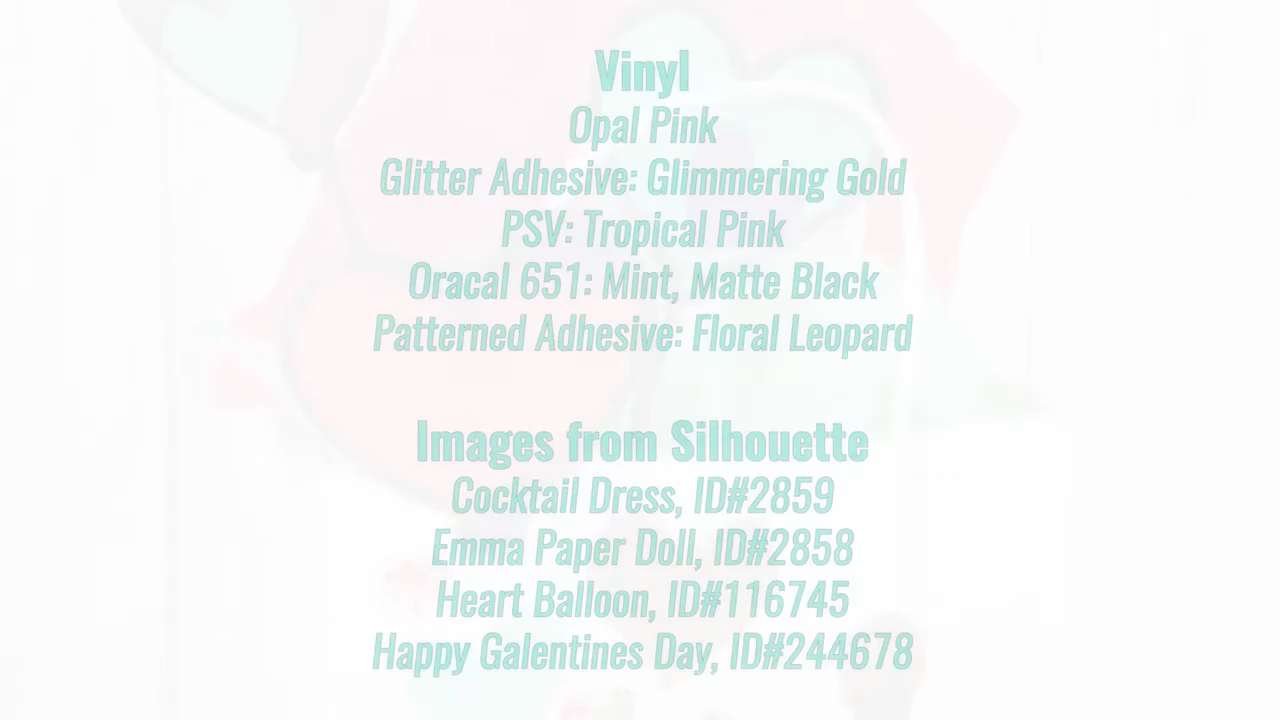 Vinyl
Opal Pink
Glitter Adhesive: Glimmering Gold
PSV: Tropical Pink
Oracal 651: Mint, Matte Black
Patterned Adhesive: Floral Leopard
Images from Silhouette
Cocktail Dress, ID#2859
Emma Paper Doll, ID#2858
Heart Balloon, ID#116745
Happy Galentines Day, ID#244678